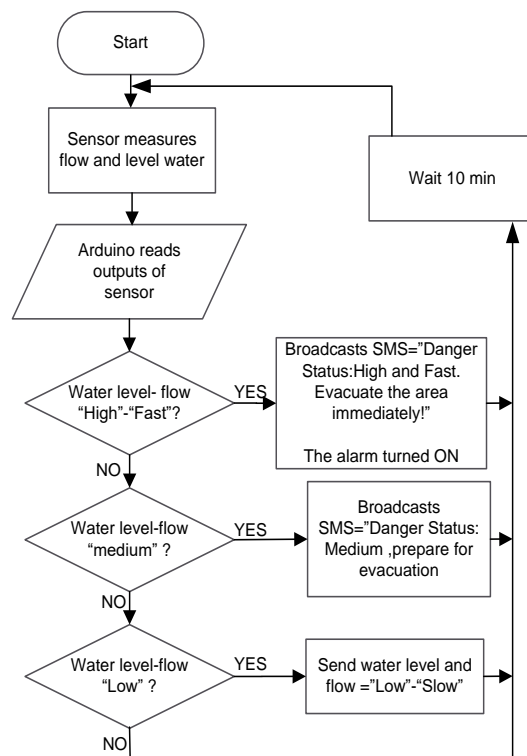 Start
Sensor measures
flow and level water
Wait 10 min
Arduino reads
outputs of
sensor
Water level- flow
“High”-“Fast”?
YES
Broadcasts SMS=”Danger
Status:High and Fast.
Evacuate the area
immediately!”
The alarm turned ON
NO
Water level-flow
“medium” ?
YES
Broadcasts
SMS=”Danger Status:
Medium ,prepare for
evacuation
NO
Water level-flow
“Low” ?
YES
Send water level and
flow =”Low”-“Slow”
NO